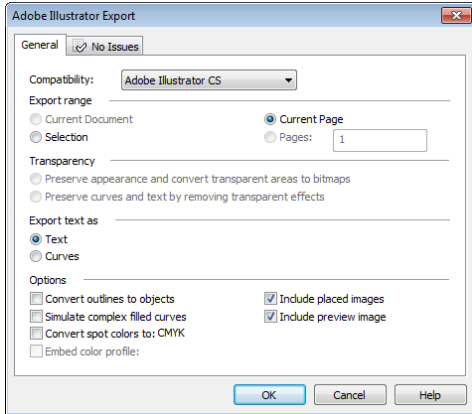 Adobe Illustrator Export
General
No Issues
Compatibility: Adobe Illustrator CS
Export range
Current Document
Current Page
Selection
Pages: 1
Transparency
Preserve appearance and convert transparent areas to bitmaps
Preserve curves and text by removing transparent effects
Export text as
Text
Curves
Options
Convert outlines to objects
Include placed images
Simulate complex filled curves
Include preview image
Convert spot colors to: CMYK
Embed color profile:
OK
Cancel
Help